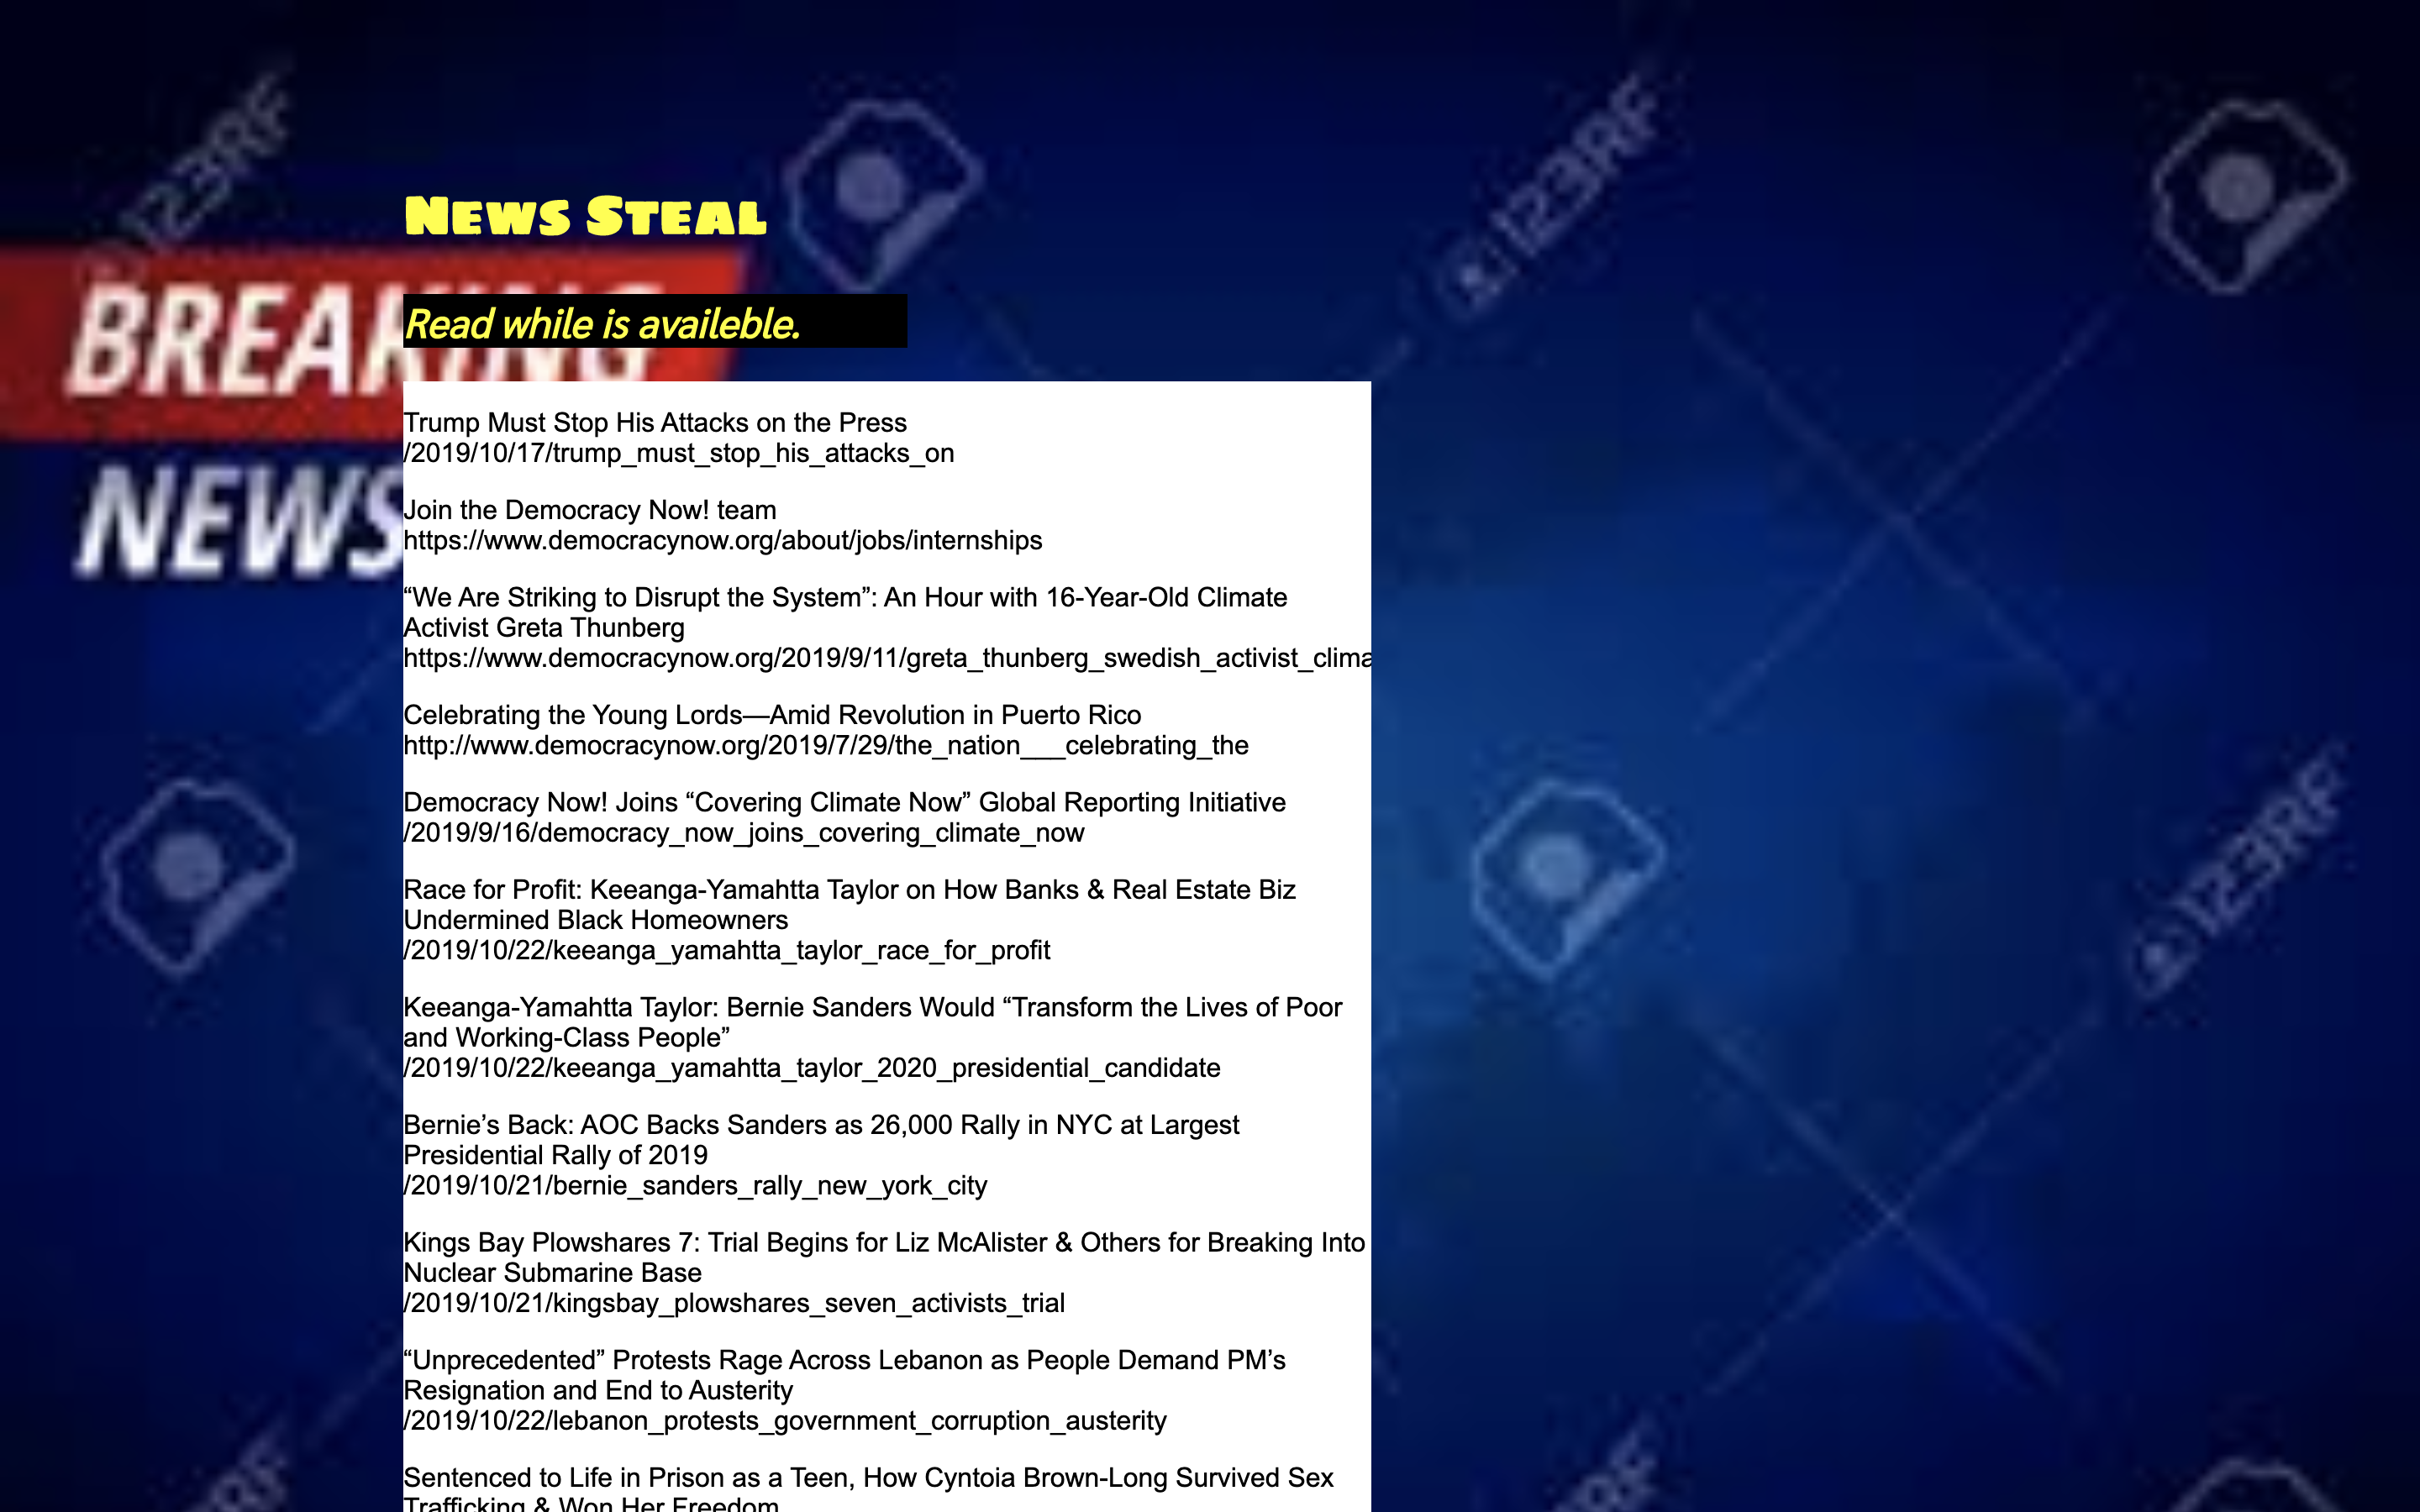 123RF
123RF
NEWS STEAL
BREAKING
Read while is availeble.
NEWS
Trump Must Stop His Attacks on the Press
/2019/10/17/trump_must_stop_his_attacks_on
Join the Democracy Now! team
https://www.democracynow.org/about/jobs/internships
“We Are Striking to Disrupt the System”: An Hour with 16-Year-Old Climate
Activist Greta Thunberg
https://www.democracynow.org/2019/9/11/greta_thunberg_swedish_activist_clima
Celebrating the Young Lords—Amid Revolution in Puerto Rico
http://www.democracynow.org/2019/7/29/the_nation___celebrating_the
Democracy Now! Joins “Covering Climate Now” Global Reporting Initiative
/2019/9/16/democracy_now_joins_covering_climate_now
123RF
Race for Profit: Keeanga-Yamahtta Taylor on How Banks & Real Estate Biz
Undermined Black Homeowners
/2019/10/22/keeanga_yamahtta_taylor_race_for_profit
Keeanga-Yamahtta Taylor: Bernie Sanders Would “Transform the Lives of Poor
and Working-Class People”
/2019/10/22/keeanga_yamahtta_taylor_2020_presidential_candidate
Bernie’s Back: AOC Backs Sanders as 26,000 Rally in NYC at Largest
Presidential Rally of 2019
/2019/10/21/bernie_sanders_rally_new_york_city
Kings Bay Plowshares 7: Trial Begins for Liz McAlister & Others for Breaking Into
Nuclear Submarine Base
/2019/10/21/kingsbay_plowshares_seven_activists_trial
“Unprecedented” Protests Rage Across Lebanon as People Demand PM’s
Resignation and End to Austerity
/2019/10/22/lebanon_protests_government_corruption_austerity
Sentenced to Life in Prison as a Teen, How Cyntoia Brown-Long Survived Sex
Trafficking & Won Her Freedom